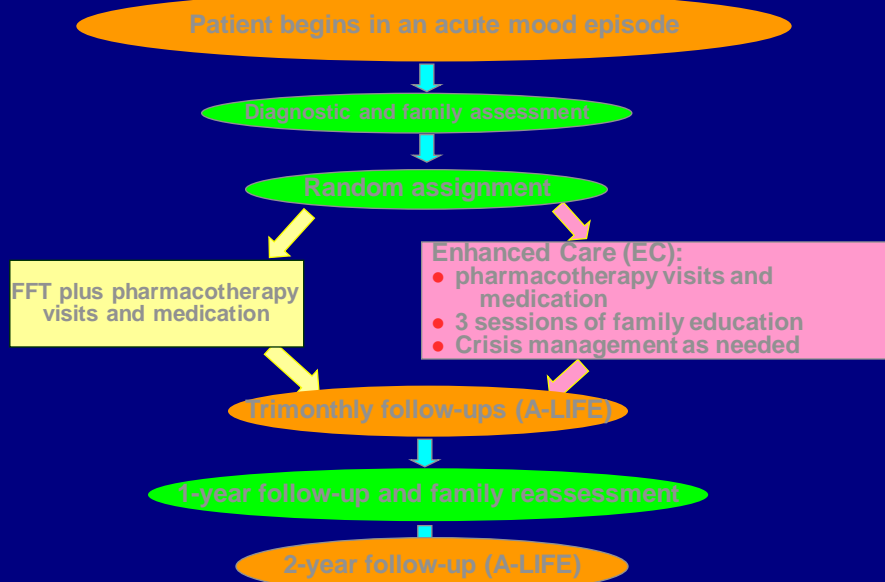 Patient begins in an acute mood episode
Diagnostic and family assessment
Random assignment
FFT plus pharmacotherapy
visits and medication
Enhanced Care (EC):
● pharmacotherapy visits and
medication
● 3 sessions of family education
● Crisis management as needed
Trimonthly follow-ups (A-LIFE)
1-year follow-up and family reassessment
2-year follow-up (A-LIFE)